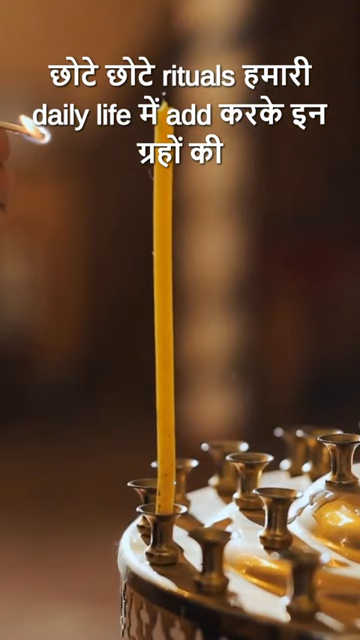 छोटे छोटे rituals हमारी
daily life में add करके इन
ग्रहों की